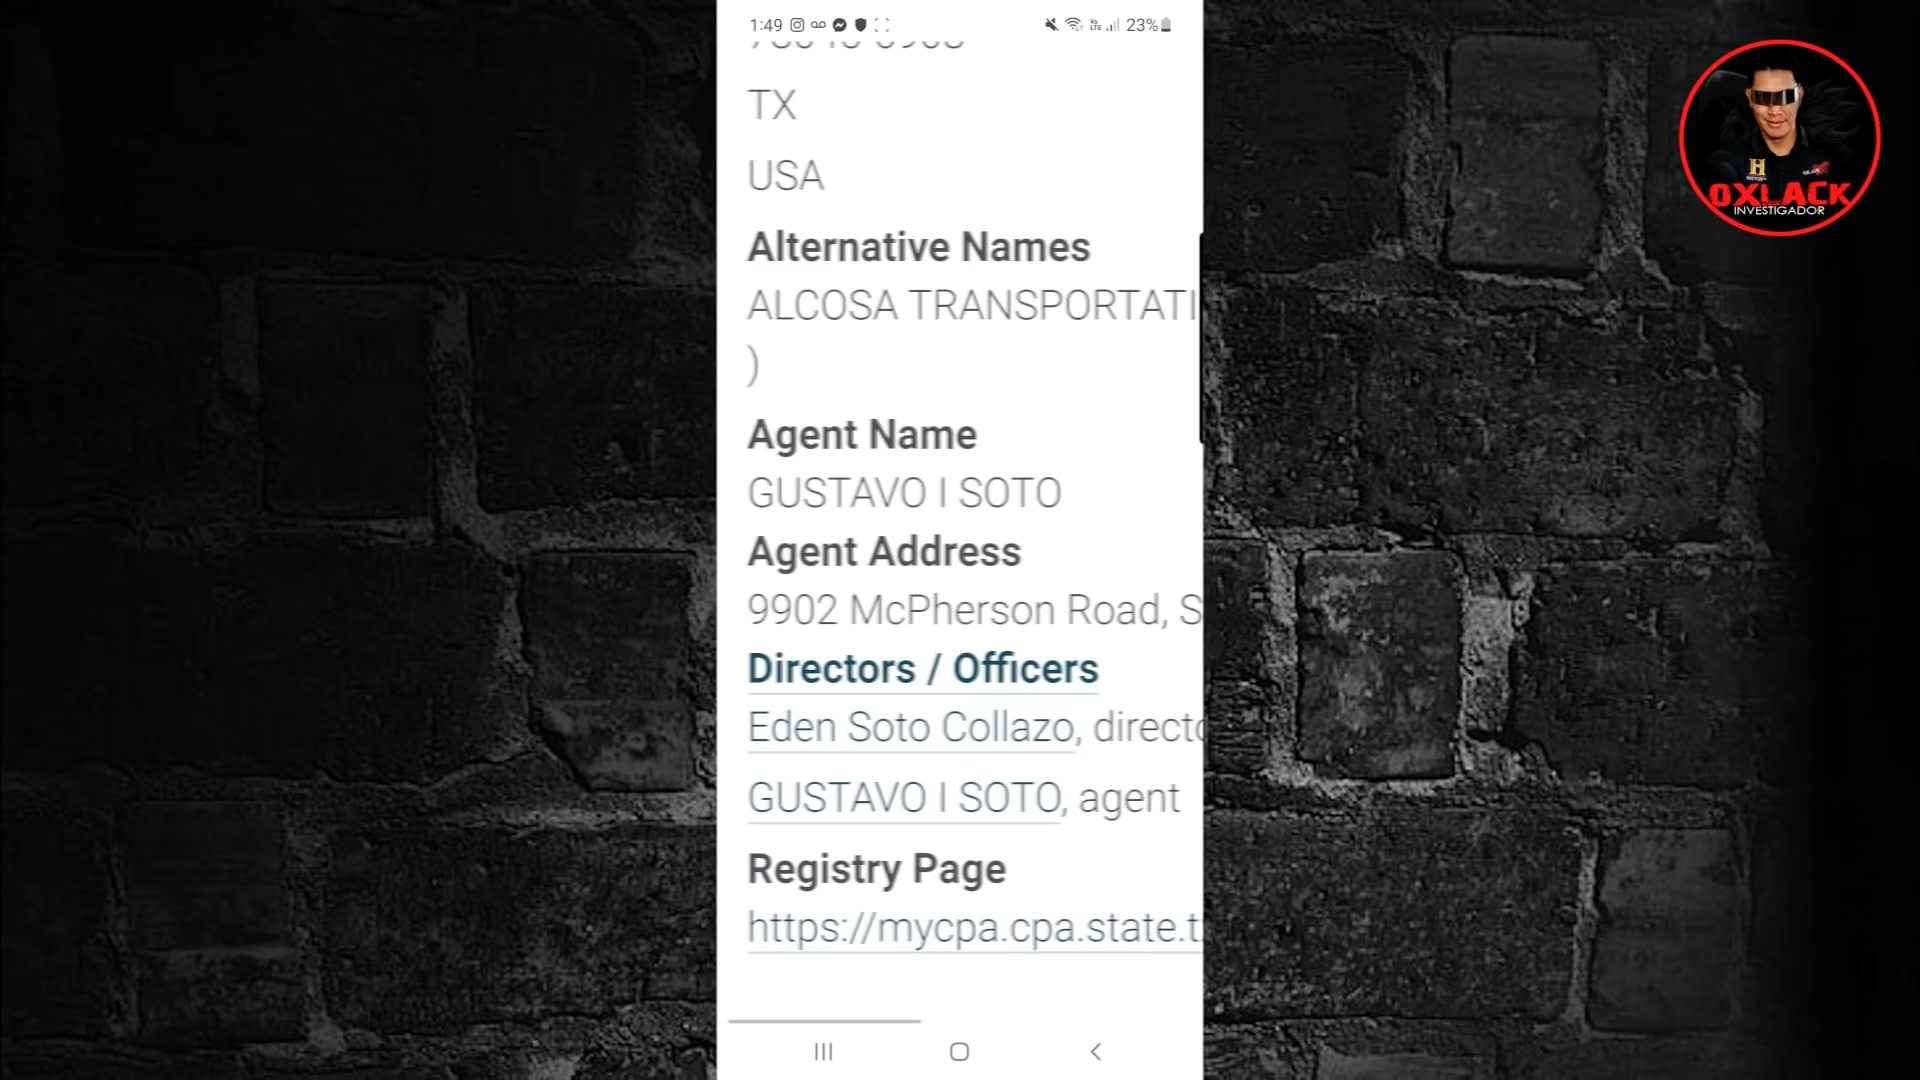 1:49
23%
TX
USA
Alternative Names
ALCOSA TRANSPORTATI
)
Agent Name
GUSTAVO I SOTO
Agent Address
9902 McPherson Road, S
Directors / Officers
Eden Soto Collazo, directo
GUSTAVO I SOTO, agent
Registry Page
https://mycpa.cpa.state.t
H
OXLACK
INVESTIGADOR